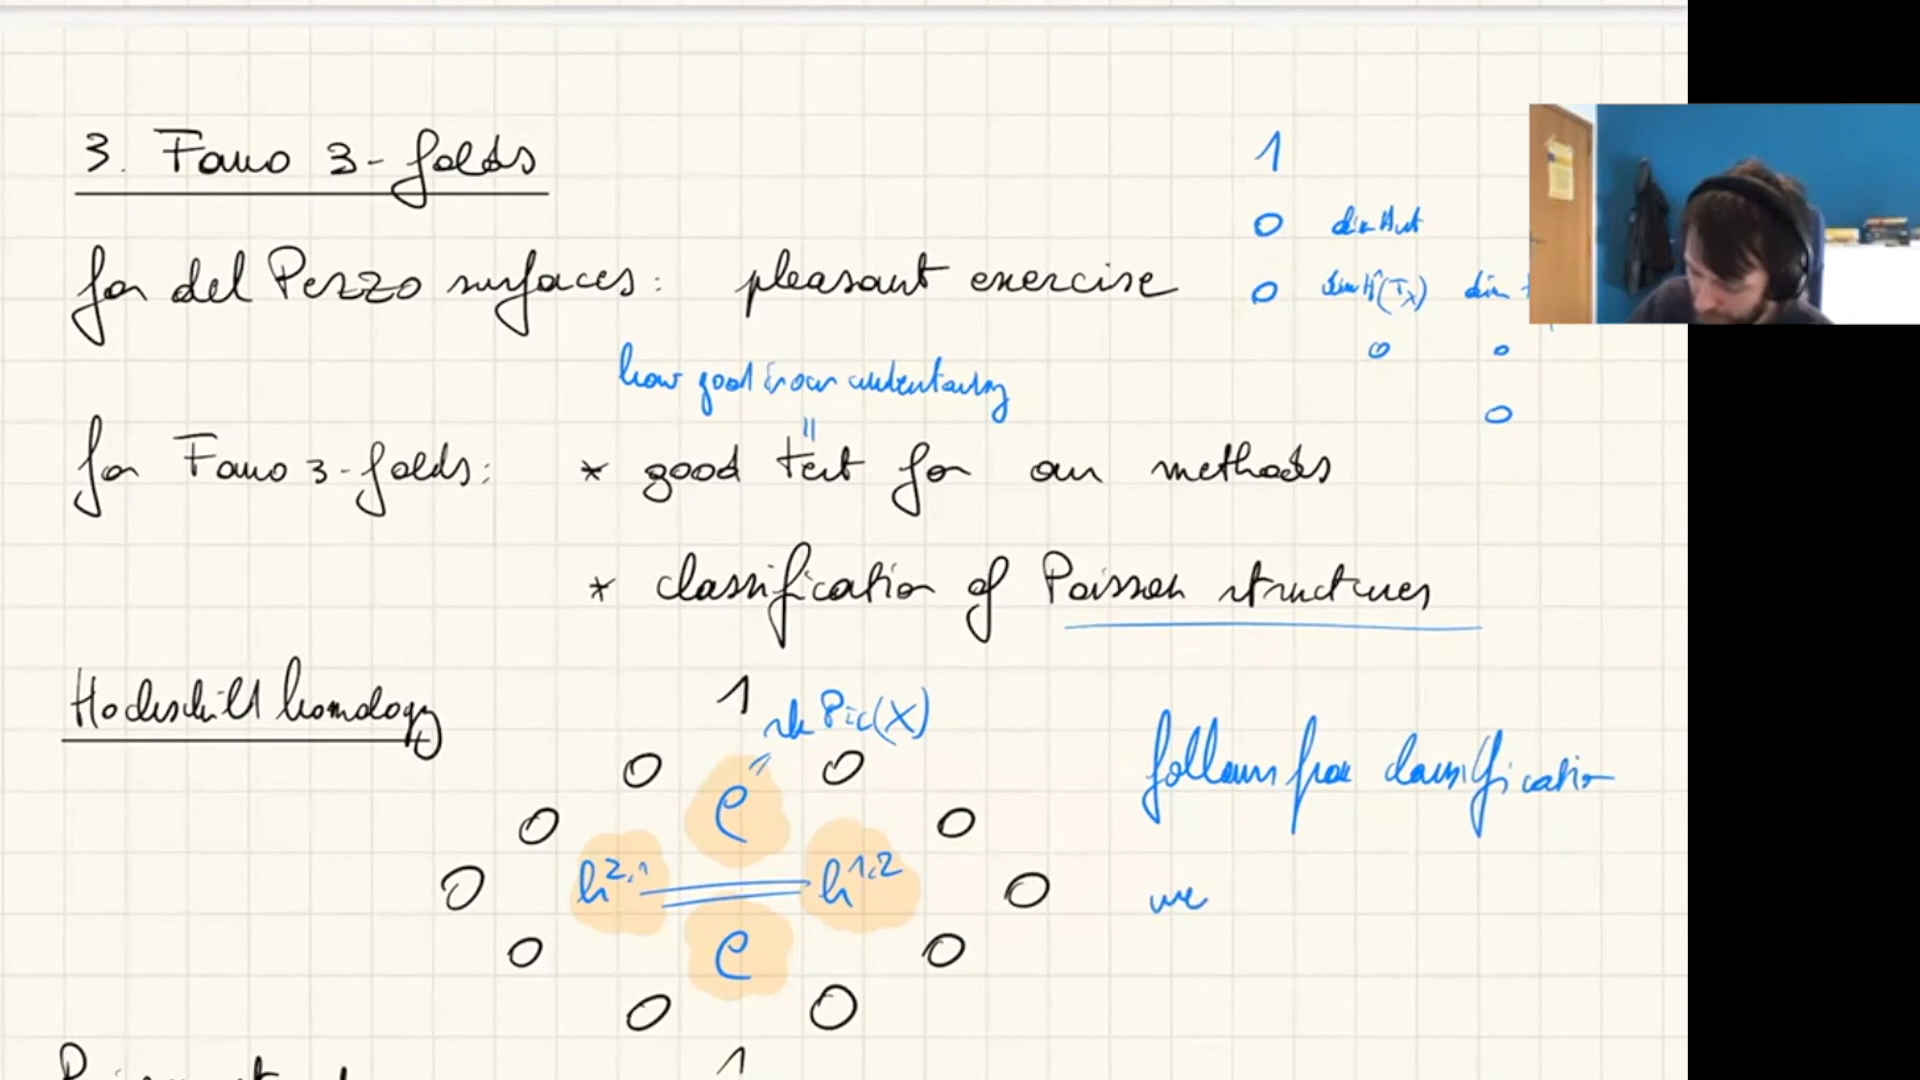 3. Fano 3-folds
1
0 dim Aut
for del Pezzo surfaces: pleasant exercise
0 dim H¹(T_X) dim
0 0
how good is our understanding
0
||
for Fano 3-folds: * good test for our methods
* classification of Poisson structures
Hochschild homology
1
rk Pic(X)
0 0
follows from classification
0 ρ 0
0 h^{2,1} = h^{1,2} 0
we
0 ρ 0
0 0
1